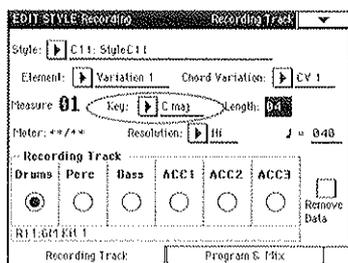 EDIT STYLE: Recording Recording Track
Style: C11: StyleC11
Element: Variation 1 Chord Variation: CV 1
Measure 01 Key: C maj Length: 04
Meter: **/** Resolution: Hi ♩ = 040
Recording Track
Drums Perc Bass ACC1 ACC2 ACC3
Remove
Data
Recording Track Program & Mix